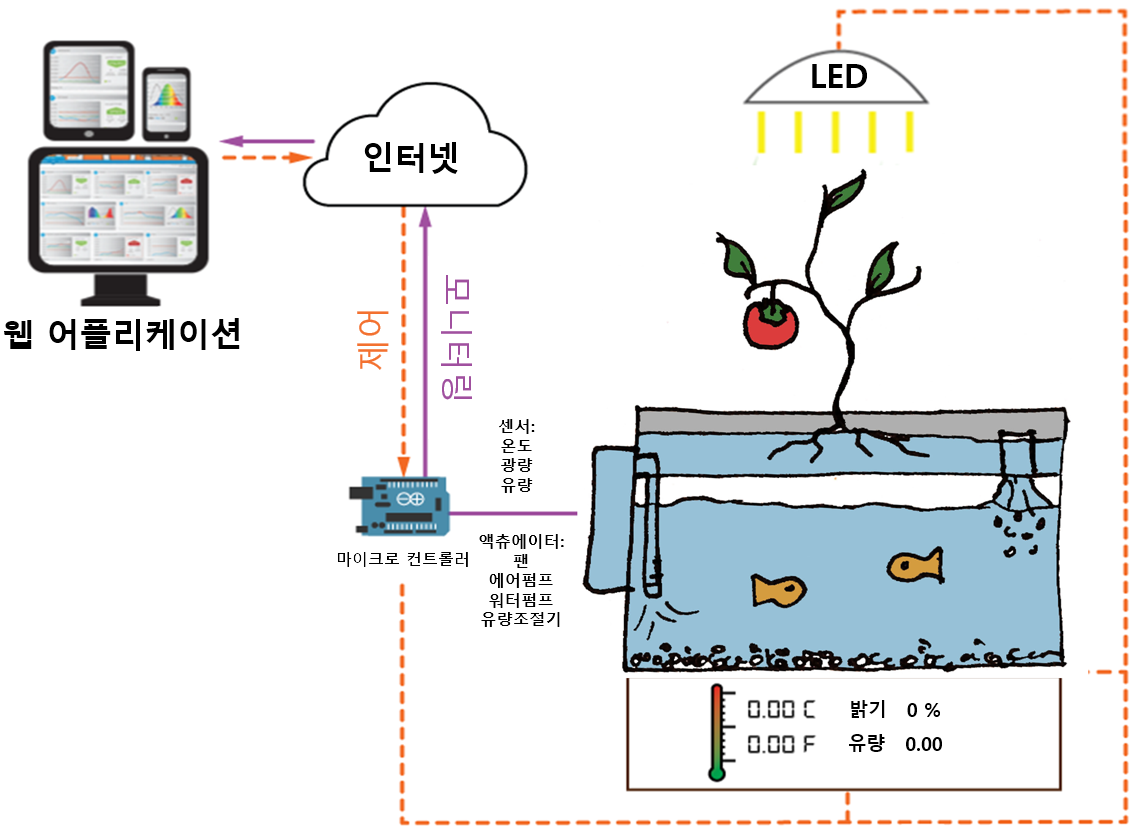 LED
인터넷
웹 어플리케이션
제어
모니터링
센서:
온도
광량
유량
마이크로 컨트롤러
액츄에이터:
팬
에어펌프
워터펌프
유량조절기
0.00 C 밝기 0 %
0.00 F 유량 0.00